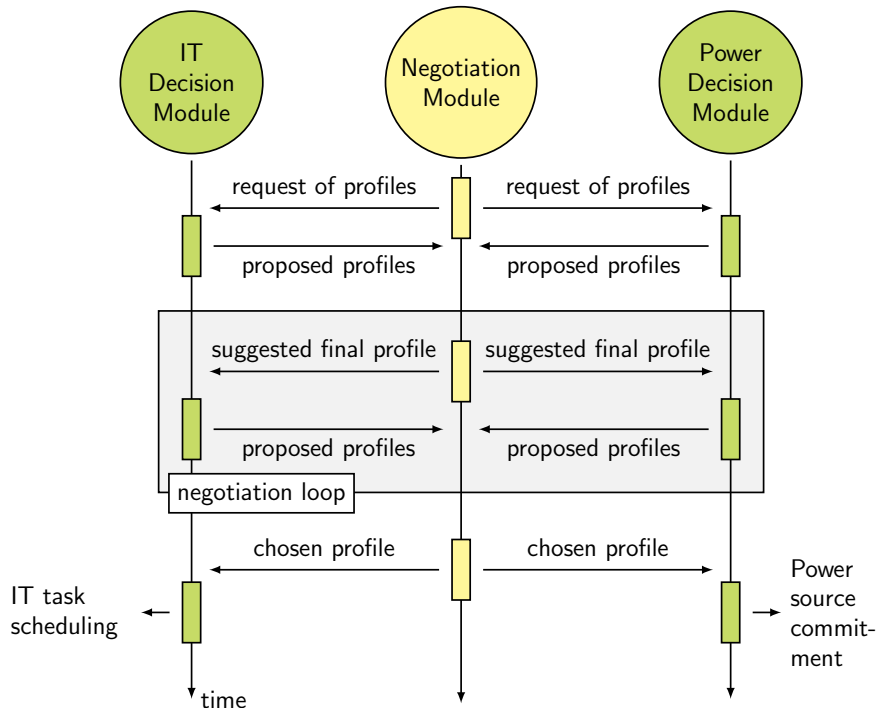 IT
Decision
Module
Negotiation
Module
Power
Decision
Module
request of profiles
request of profiles
proposed profiles
proposed profiles
suggested final profile
suggested final profile
proposed profiles
proposed profiles
negotiation loop
chosen profile
chosen profile
IT task
scheduling
Power
source
commit-
ment
time